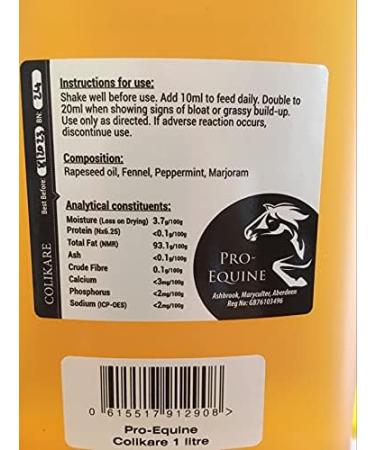 Instructions for use:
Shake well before use. Add 10ml to feed daily. Double to
20ml when showing signs of bloat or grassy build-up.
Use only as directed. If adverse reaction occurs,
discontinue use.
Composition:
Rapeseed oil, Fennel, Peppermint, Marjoram
Analytical constituents:
Moisture (Loss on Drying) 3.7g/100g
Protein (Nx6.25) <0.1g/100g
Total Fat (NMR) 93.1g/100g
Ash <0.1g/100g
Crude Fibre 0.1g/100g
Calcium <3mg/100g
Phosphorus <2mg/100g
Sodium (ICP-OES) <2mg/100g
PRO-
EQUINE
Ashbrook, Maryculter, Aberdeen
Reg No: GB76103496
COLIKARE
Best Before: BN:
0 615517 912908 >
Pro-Equine
Colikare 1 litre